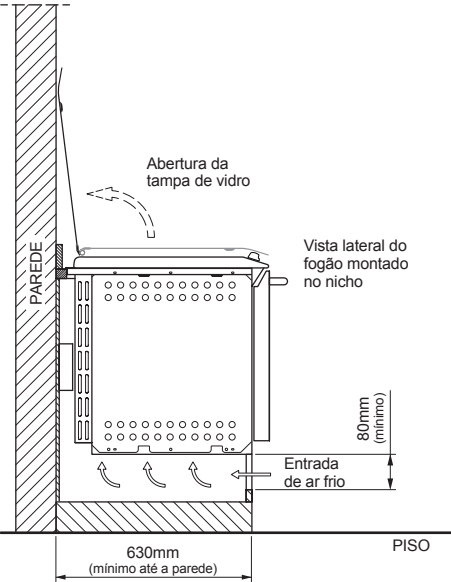 Abertura da
tampa de vidro
PAREDE
Vista lateral do
fogão montado
no nicho
80mm
(mínimo)
Entrada
de ar frio
PISO
630mm
(mínimo até a parede)